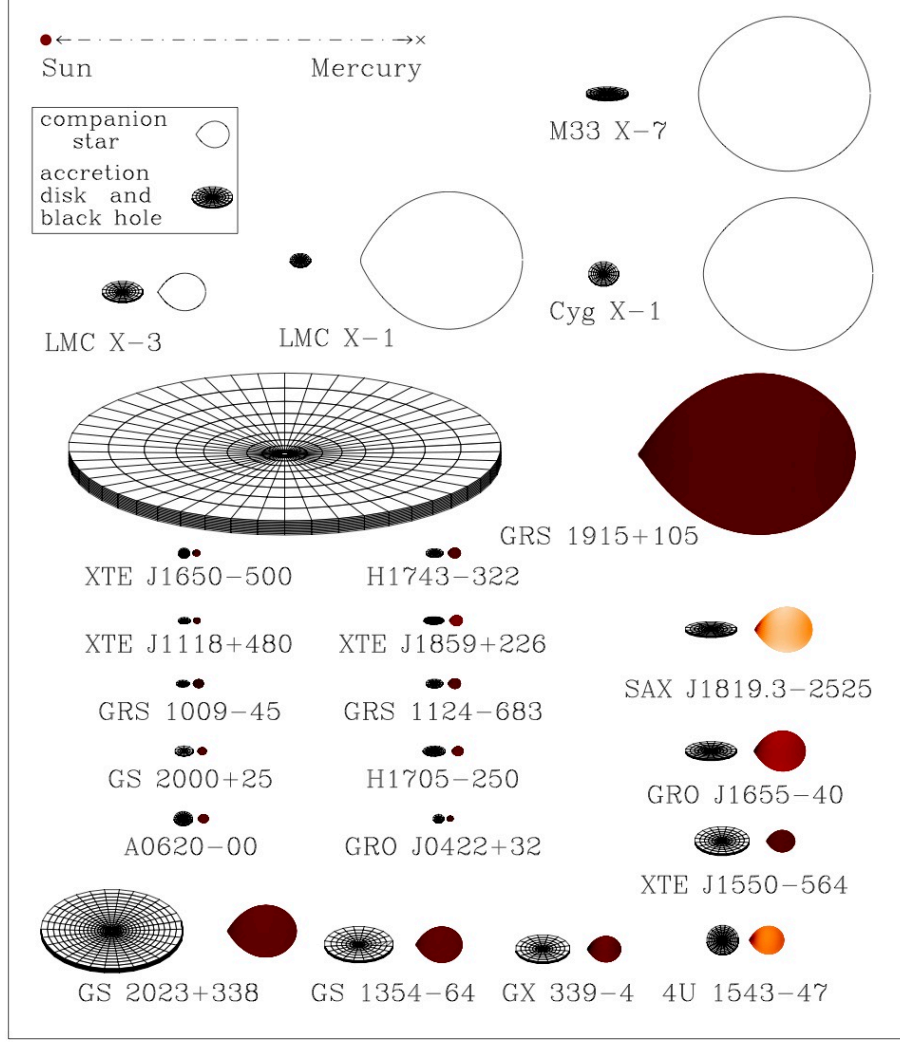 Sun
Mercury
companion
star
accretion
disk and
black hole
M33 X−7
LMC X−3
LMC X−1
Cyg X−1
GRS 1915+105
XTE J1650−500
H1743−322
XTE J1118+480
XTE J1859+226
SAX J1819.3−2525
GRS 1009−45
GRS 1124−683
GS 2000+25
H1705−250
GRO J1655−40
A0620−00
GRO J0422+32
XTE J1550−564
GS 2023+338
GS 1354−64
GX 339−4
4U 1543−47